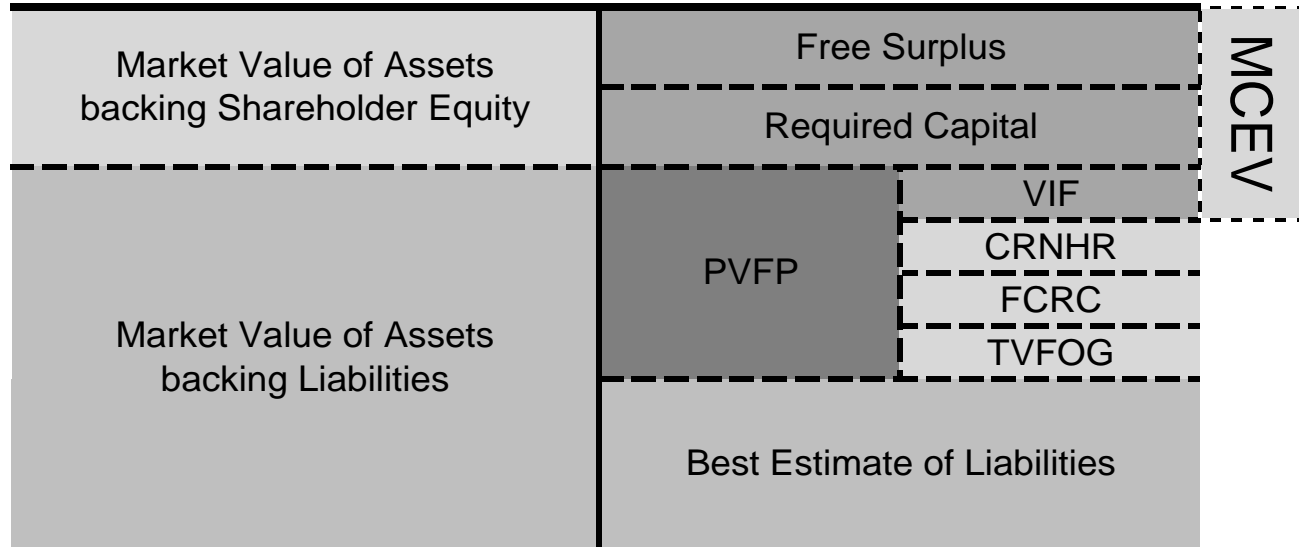 Market Value of Assets
backing Shareholder Equity
Free Surplus
Required Capital
MCEV
Market Value of Assets
backing Liabilities
PVFP
VIF
CRNHR
FCRC
TVFOG
Best Estimate of Liabilities